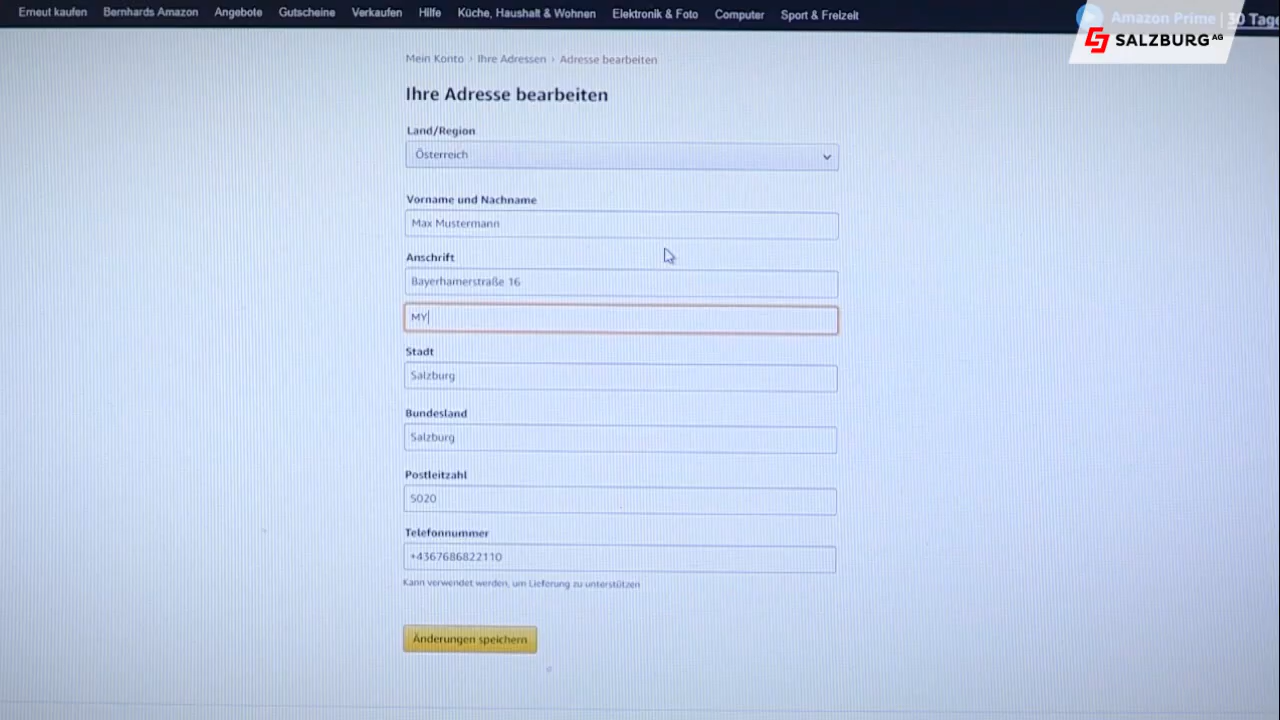 Erneut kaufen Bernhards Amazon Angebote Gutscheine Verkaufen Hilfe Küche, Haushalt & Wohnen Elektronik & Foto Computer Sport & Freizeit
Amazon Prime | 30 Tage
SALZBURG AG
Mein Konto › Ihre Adressen › Adresse bearbeiten
Ihre Adresse bearbeiten
Land/Region
Österreich
Vorname und Nachname
Max Mustermann
Anschrift
Bayerhamerstraße 16
MY
Stadt
Salzburg
Bundesland
Salzburg
Postleitzahl
5020
Telefonnummer
+4367686822110
Kann verwendet werden, um Lieferung zu unterstützen
Änderungen speichern